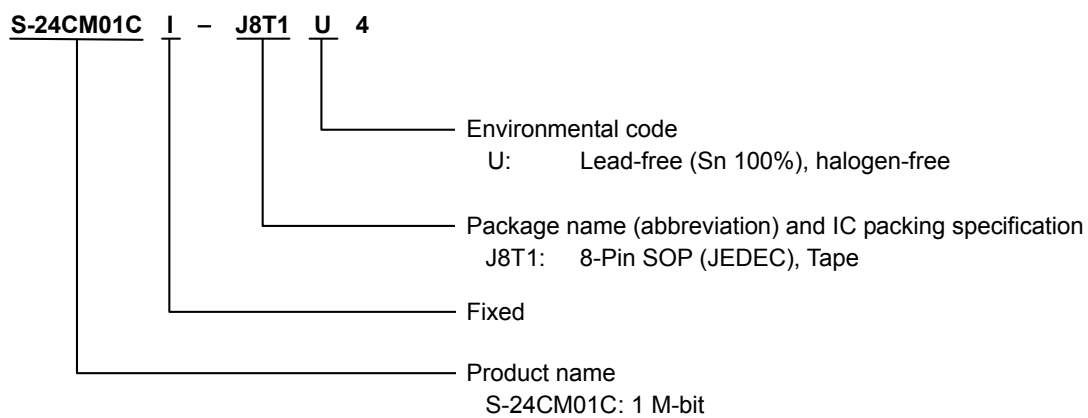 S-24CM01C I – J8T1 U 4
Environmental code
U: Lead-free (Sn 100%), halogen-free
Package name (abbreviation) and IC packing specification
J8T1: 8-Pin SOP (JEDEC), Tape
Fixed
Product name
S-24CM01C: 1 M-bit